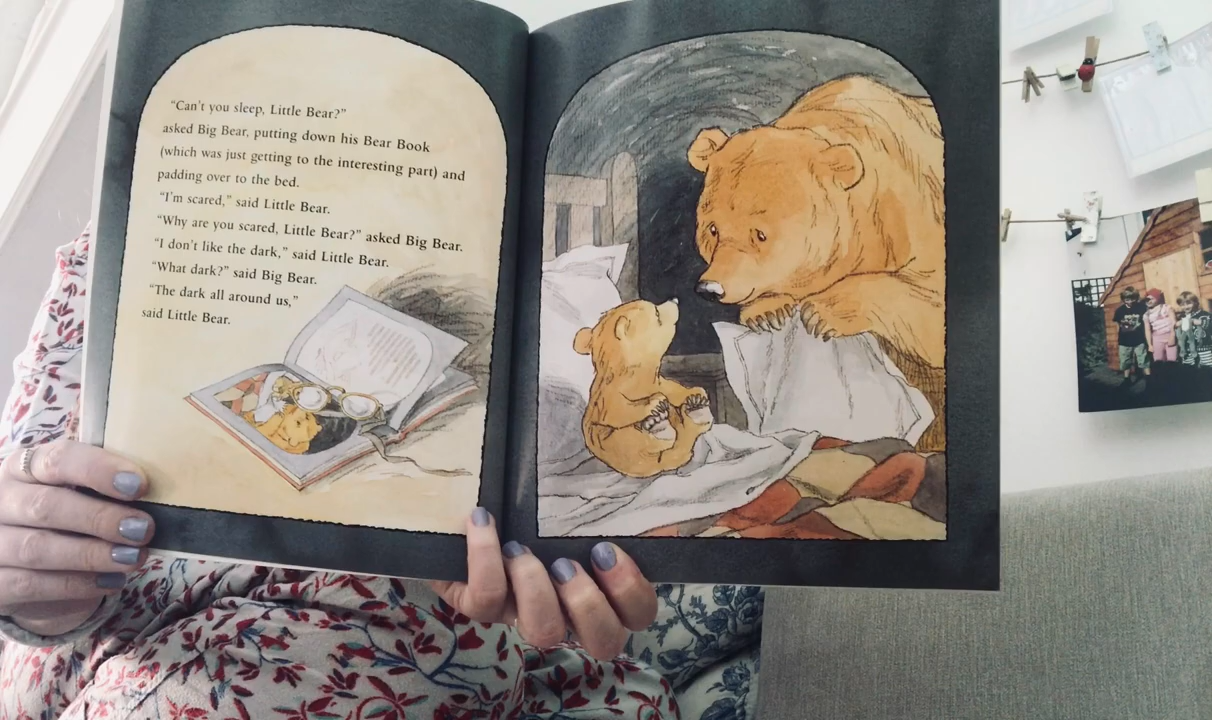 “Can’t you sleep, Little Bear?”
asked Big Bear, putting down his Bear Book
(which was just getting to the interesting part) and
padding over to the bed.
“I’m scared,” said Little Bear.
“Why are you scared, Little Bear?” asked Big Bear.
“I don’t like the dark,” said Little Bear.
“What dark?” said Big Bear.
“The dark all around us,”
said Little Bear.